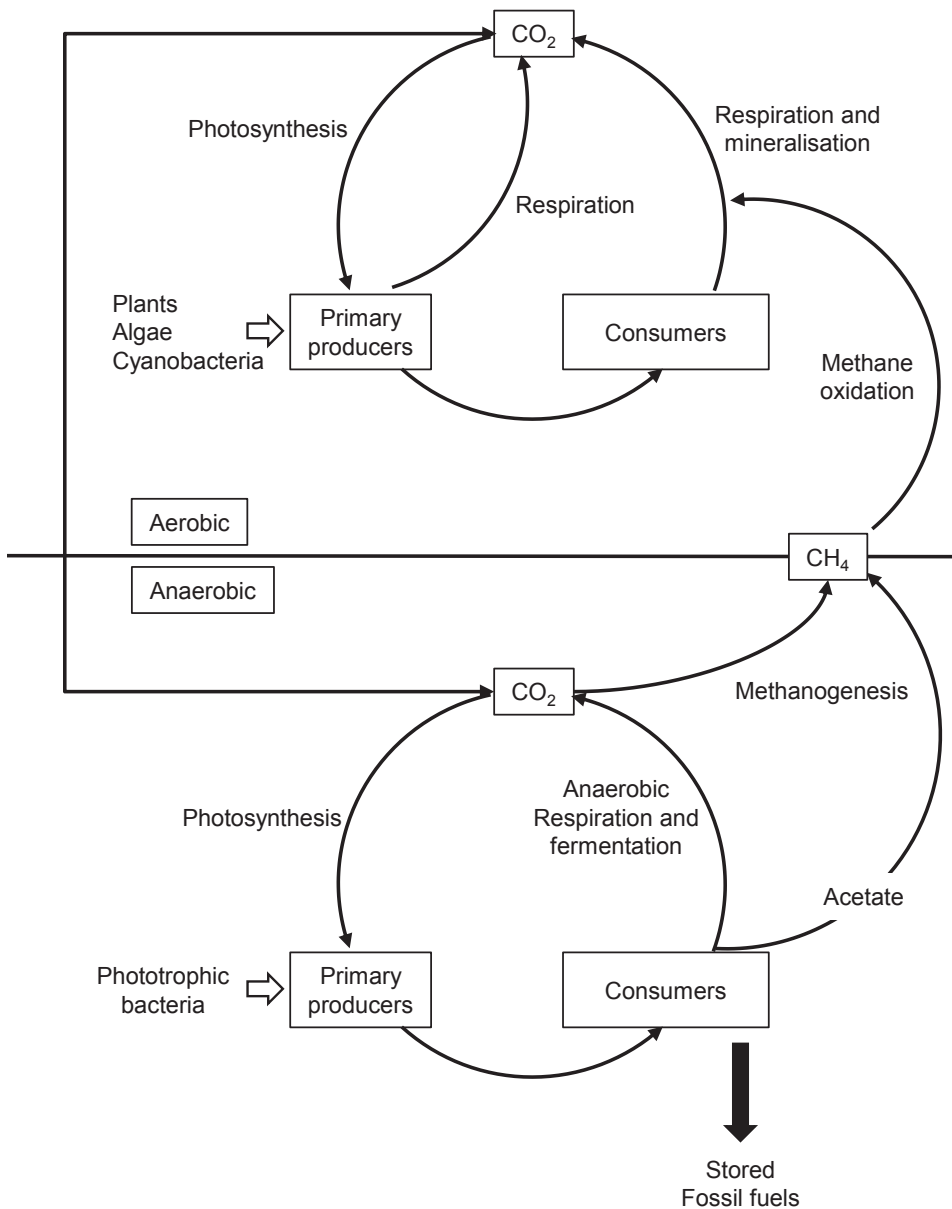 CO₂
Photosynthesis
Respiration and
mineralisation
Respiration
Plants
Algae
Cyanobacteria
Primary
producers
Consumers
Methane
oxidation
Aerobic
CH₄
Anaerobic
CO₂
Methanogenesis
Photosynthesis
Anaerobic
Respiration and
fermentation
Acetate
Phototrophic
bacteria
Primary
producers
Consumers
Stored
Fossil fuels